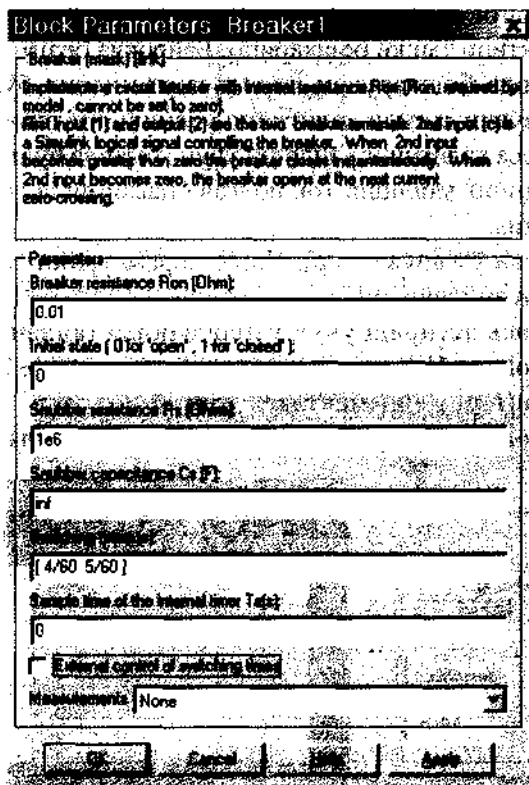 Block Parameters: Breaker1
Breaker (mask) (link)
Implements a circuit breaker with internal resistance Ron (Ron, required by
model, cannot be set to zero)
First input (1) and output (2) are the two breaker terminals. 2nd input (c) is
a Simulink logical signal controlling the breaker. When 2nd input
becomes greater than zero the breaker closes instantaneously. When
2nd input becomes zero, the breaker opens at the next current
zero-crossing.
Parameters
Breaker resistance Ron (Ohm):
0.01
Initial state ( 0 for 'open' , 1 for 'closed' ):
0
Snubber resistance Rs (Ohms):
1e6
Snubber capacitance Cs (F):
inf
Switching times(s):
[ 4/60 5/60 ]
Sample time of the internal timer Ts(s):
0
External control of switching times
Measurements None
OK Cancel Help Apply